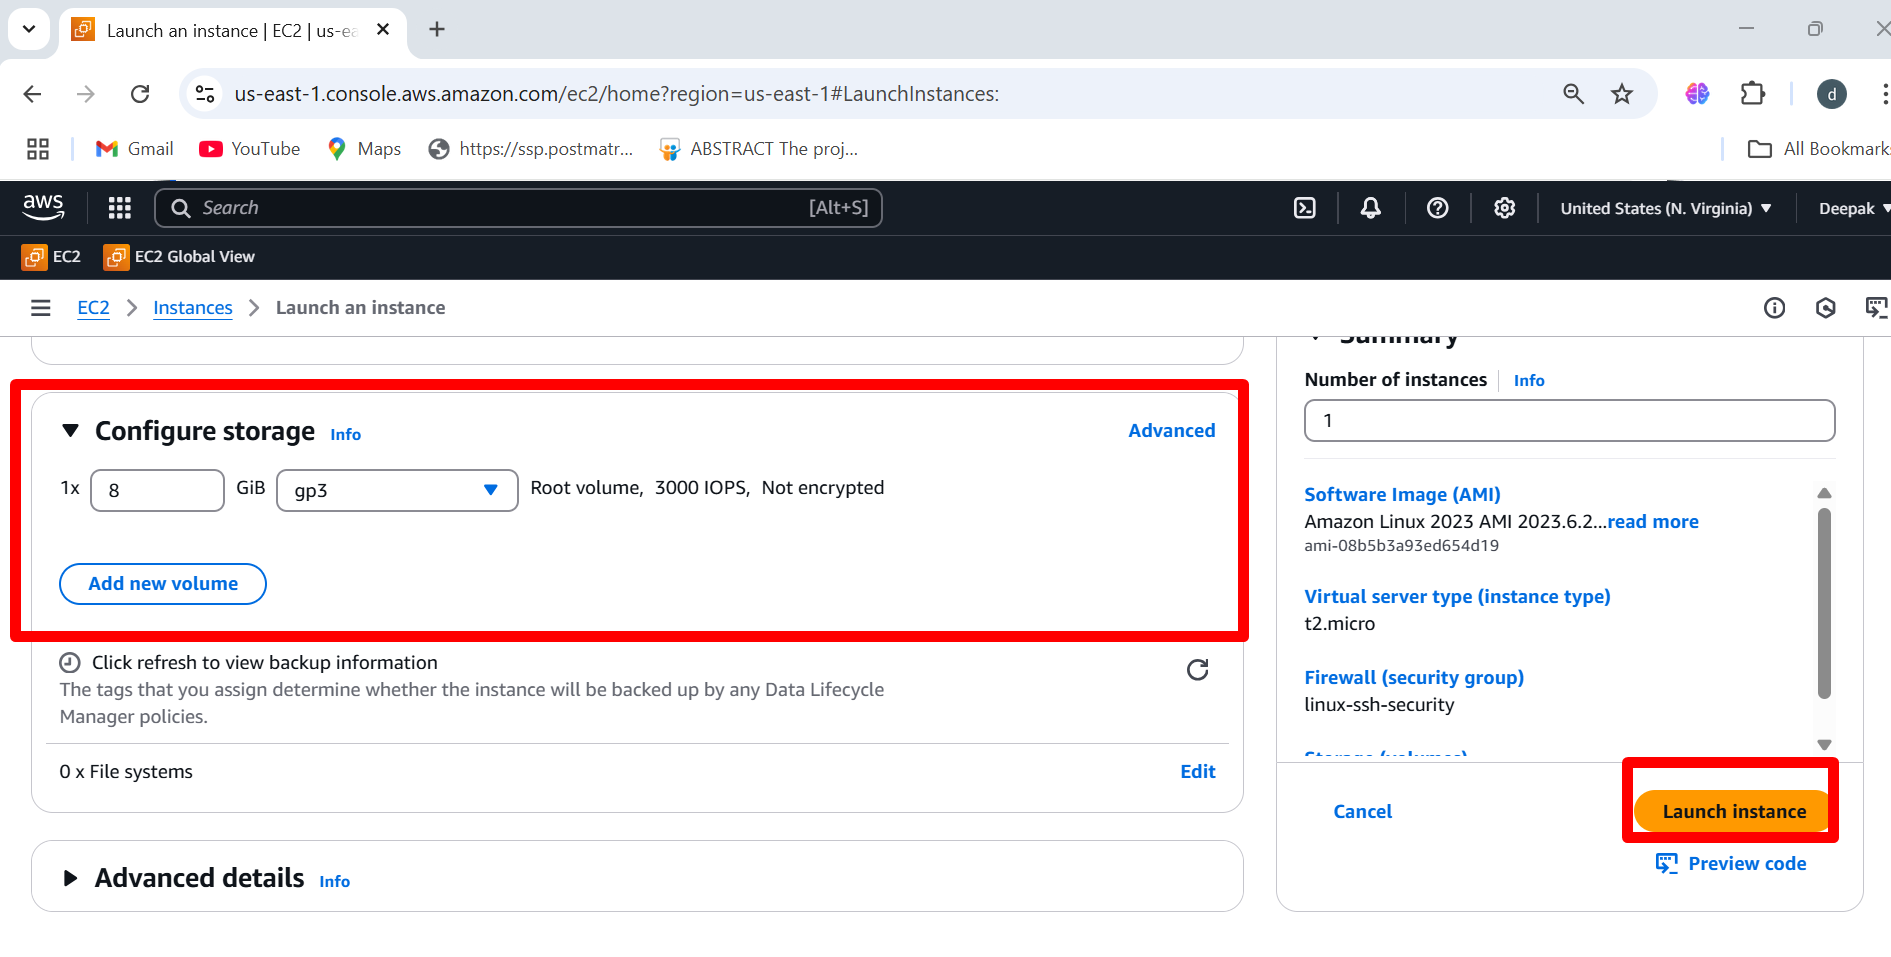 Launch an instance | EC2 | us-ea
us-east-1.console.aws.amazon.com/ec2/home?region=us-east-1#LaunchInstances:
d
Gmail
YouTube
Maps
https://ssp.postmatr...
ABSTRACT The proj...
All Bookmarks
aws
Search
[Alt+S]
United States (N. Virginia)
Deepak
EC2
EC2 Global View
EC2
Instances
Launch an instance
Configure storage
Info
Advanced
1x
8
GiB
gp3
Root volume, 3000 IOPS, Not encrypted
Add new volume
Click refresh to view backup information
The tags that you assign determine whether the instance will be backed up by any Data Lifecycle
Manager policies.
0 x File systems
Edit
Advanced details
Info
Summary
Number of instances
Info
1
Software Image (AMI)
Amazon Linux 2023 AMI 2023.6.2...read more
ami-08b5b3a93ed654d19
Virtual server type (instance type)
t2.micro
Firewall (security group)
linux-ssh-security
Storage (volumes)
Cancel
Launch instance
Preview code